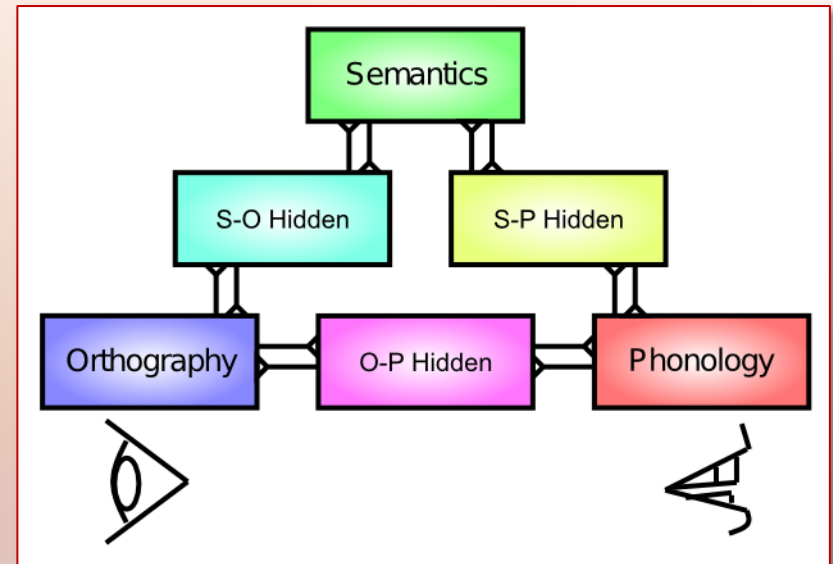 Semantics
S-O Hidden
S-P Hidden
Orthography
O-P Hidden
Phonology